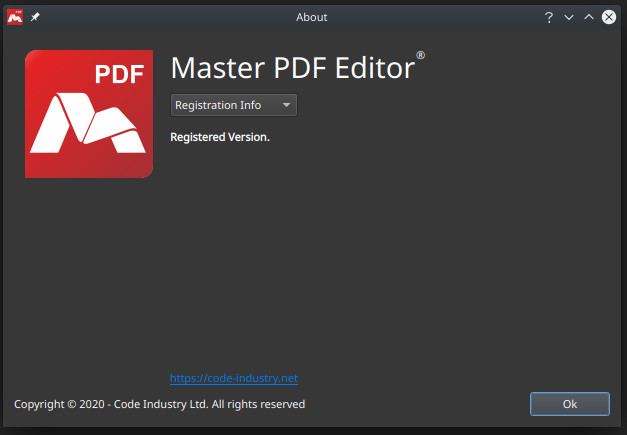 About
?
PDF
Master PDF Editor®
Registration Info
Registered Version.
https://code-industry.net
Copyright © 2020 - Code Industry Ltd. All rights reserved
Ok